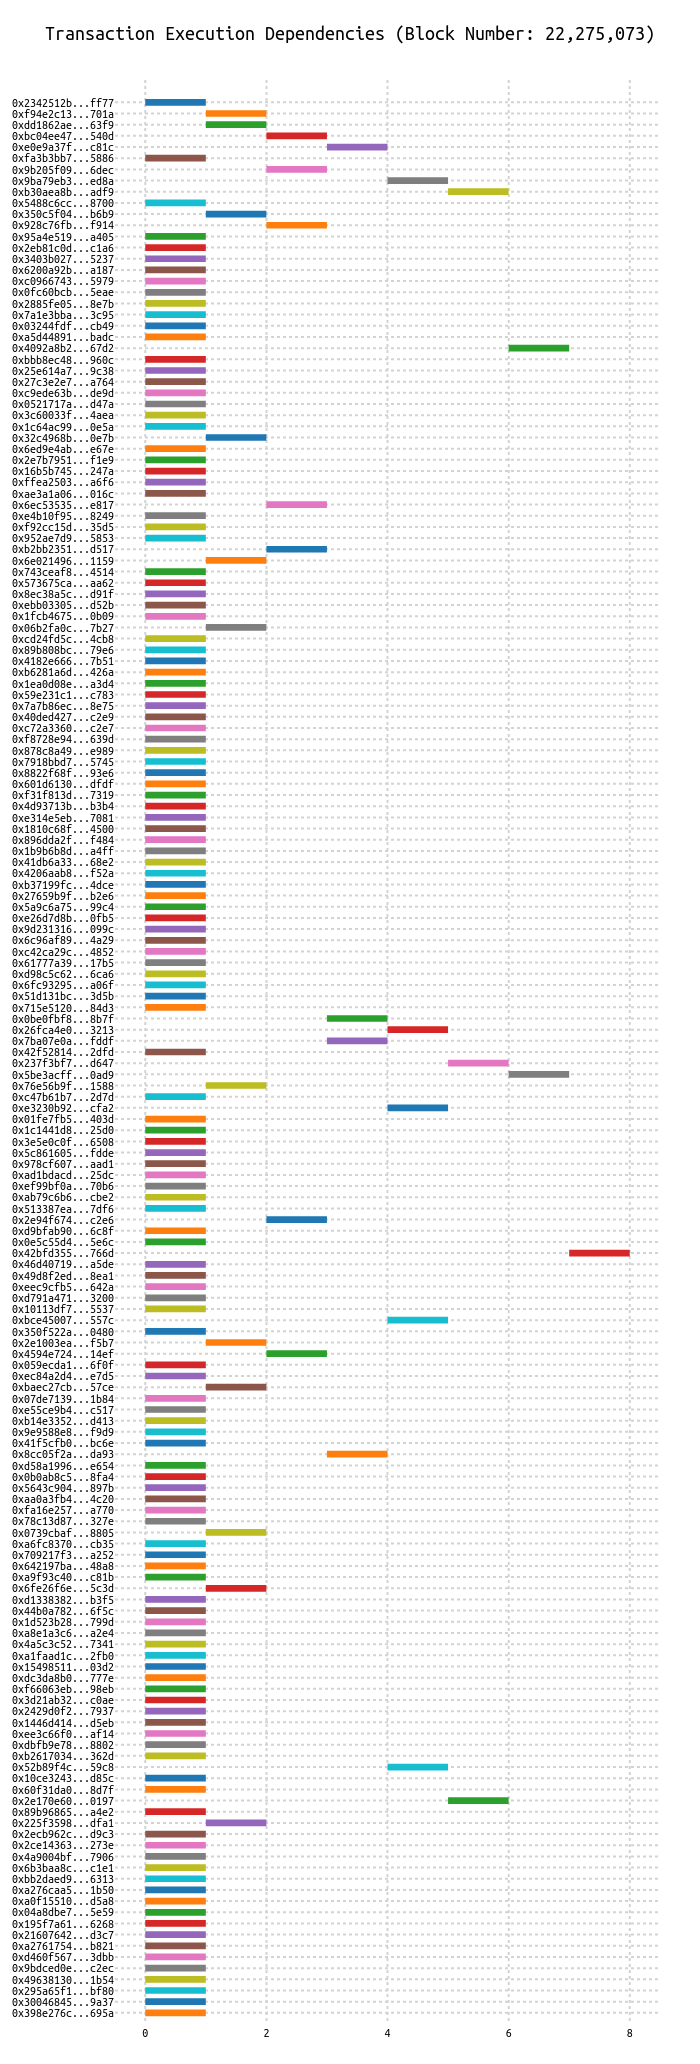 Transaction Execution Dependencies (Block Number: 22,275,073)
0x2342512b...ff77
0xf94e2c13...701a
0xdd1862ae...63f9
0xbc04ee47...540d
0xe0e9a37f...c81c
0xfa3b3bb7...5886
0x9b205f09...6dec
0x9ba79eb3...ed8a
0xb30aea8b...adf9
0x5488c6cc...8700
0x350c5f04...b6b9
0x928c76fb...f914
0x95a4e519...a405
0x2eb81c0d...c1a6
0x3403b027...5237
0x6200a92b...a187
0xc0966743...5979
0x0fc60bcb...5eae
0x2885fe05...8e7b
0x7a1e3bba...3c95
0x03244fdf...cb49
0xa5d44891...badc
0x4092a8b2...67d2
0xbbb8ec48...960c
0x25e614a7...9c38
0x27c3e2e7...a764
0xc9ede63b...de9d
0x0521717a...d47a
0x3c60033f...4aea
0x1c64ac99...0e5a
0x32c4968b...0e7b
0x6ed9e4ab...e67e
0x2e7b7951...f1e9
0x16b5b745...247a
0xffea2503...a6f6
0xae3a1a06...016c
0x6ec53535...e817
0xe4b10f95...8249
0xf92cc15d...35d5
0x952ae7d9...5853
0xb2bb2351...d517
0x6e021496...1159
0x743ceaf8...4514
0x573675ca...aa62
0x8ec38a5c...d91f
0xebb03305...d52b
0x1fcb4675...0b09
0x06b2fa0c...7b27
0xcd24fd5c...4cb8
0x89b808bc...79e6
0x4182e666...7b51
0xb6281a6d...426a
0x1ea0d08e...a3d4
0x59e231c1...c783
0x7a7b86ec...8e75
0x40ded427...c2e9
0xc72a3360...c2e7
0xf8728e94...639d
0x878c8a49...e989
0x7918bbd7...5745
0x8822f68f...93e6
0x601d6130...dfdf
0xf31f813d...7319
0x4d93713b...b3b4
0xe314e5eb...7081
0x1810c68f...4500
0x896dda2f...f484
0x1b9b6b8d...a4ff
0x41db6a33...68e2
0x4206aab8...f52a
0xb37199fc...4dce
0x27659b9f...b2e6
0x5a9c6a75...99c4
0xe26d7d8b...0fb5
0x9d231316...099c
0x6c96af89...4a29
0xc42ca29c...4852
0x61777a39...17b5
0xd98c5c62...6ca6
0x6fc93295...a06f
0x51d131bc...3d5b
0x715e5120...84d3
0x0be0fbf8...8b7f
0x26fca4e0...3213
0x7ba07e0a...fddf
0x42f52814...2dfd
0x237f3bf7...d647
0x5be3acff...0ad9
0x76e56b9f...1588
0xc47b61b7...2d7d
0xe3230b92...cfa2
0x01fe7fb5...403d
0x1c1441d8...25d0
0x3e5e0c0f...6508
0x5c861605...fdde
0x978cf607...aad1
0xad1bdacd...25dc
0xef99bf0a...70b6
0xab79c6b6...cbe2
0x513387ea...7df6
0x2e94f674...c2e6
0xd9bfab90...6c8f
0x0e5c55d4...5e6c
0x42bfd355...766d
0x46d40719...a5de
0x49d8f2ed...8ea1
0xeec9cfb5...642a
0xd791a471...3200
0x10113df7...5537
0xbce45007...557c
0x350f522a...0480
0x2e1003ea...f5b7
0x4594e724...14ef
0x059ecda1...6f0f
0xec84a2d4...e7d5
0xbaec27cb...57ce
0x07de7139...1b84
0xe55ce9b4...c517
0xb14e3352...d413
0x9e9588e8...f9d9
0x41f5cfb0...bc6e
0x8cc05f2a...da93
0xd58a1996...e654
0x0b0ab8c5...8fa4
0x5643c904...897b
0xaa0a3fb4...4c20
0xfa16e257...a770
0x78c13d87...327e
0x0739cbaf...8805
0xa6fc8370...cb35
0x709217f3...a252
0x642197ba...48a8
0xa9f93c40...c81b
0x6fe26f6e...5c3d
0xd1338382...b3f5
0x44b0a782...6f5c
0x1d523b28...799d
0xa8e1a3c6...a2e4
0x4a5c3c52...7341
0xa1faad1c...2fb0
0x15498511...03d2
0xdc3da8b0...777e
0xf66063eb...98eb
0x3d21ab32...c0ae
0x2429d0f2...7937
0x1446d414...d5eb
0xee3c66f0...af14
0xdbfb9e78...8802
0xb2617034...362d
0x52b89f4c...59c8
0x10ce3243...d85c
0x60f31da0...8d7f
0x2e170e60...0197
0x89b96865...a4e2
0x225f3598...dfa1
0x2ecb962c...d9c3
0x2ce14363...273e
0x4a9004bf...7906
0x6b3baa8c...c1e1
0xbb2daed9...6313
0xa276caa5...1b50
0xa0f15510...d5a8
0x04a8dbe7...5e59
0x195f7a61...6268
0x21607642...d3c7
0xa2761754...b821
0xd460f567...3dbb
0x9bdced0e...c2ec
0x49638130...1b54
0x295a65f1...bf80
0x30046845...9a37
0x398e276c...695a
0 2 4 6 8